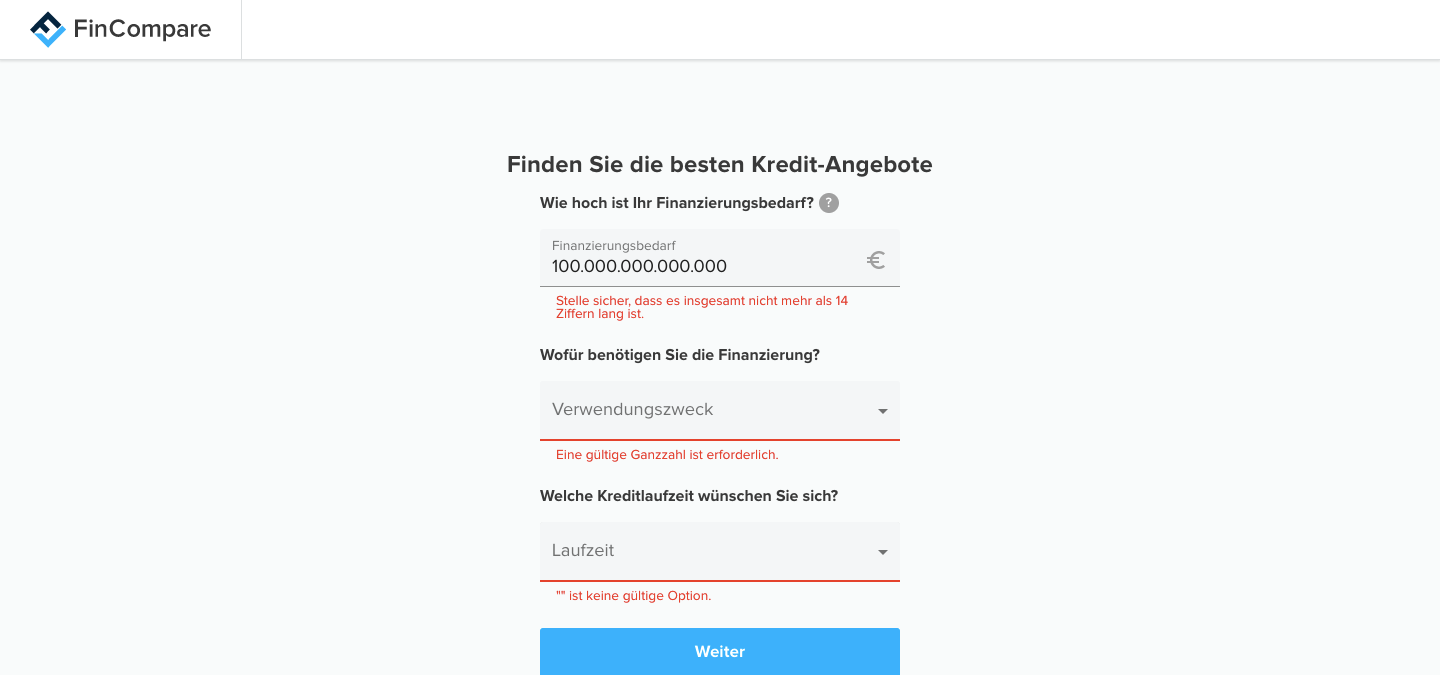 FinCompare
Finden Sie die besten Kredit-Angebote
Wie hoch ist Ihr Finanzierungsbedarf? ?
Finanzierungsbedarf
100.000.000.000.000 €
Stelle sicher, dass es insgesamt nicht mehr als 14
Ziffern lang ist.
Wofür benötigen Sie die Finanzierung?
Verwendungszweck
Eine gültige Ganzzahl ist erforderlich.
Welche Kreditlaufzeit wünschen Sie sich?
Laufzeit
"" ist keine gültige Option.
Weiter